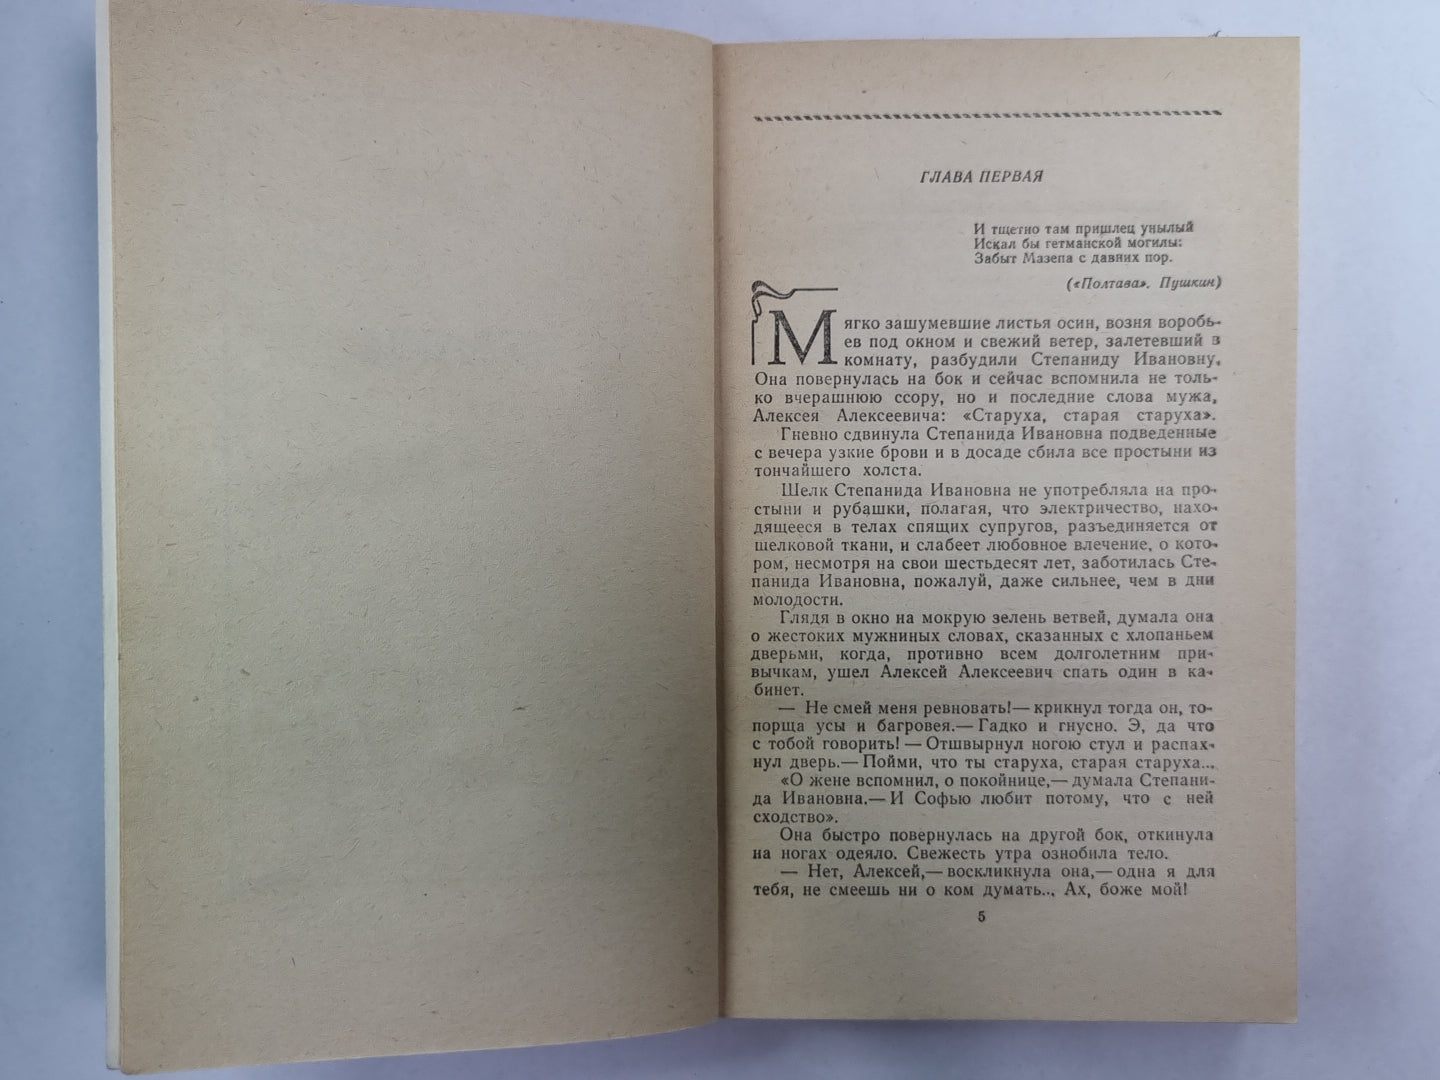 ГЛАВА ПЕРВАЯ
И тщетно там пришлец унылый
Искал бы гетманской могилы:
Забыт Мазепа с давних пор.
(«Полтава». Пушкин)
Мягко зашумевшие листья осин, возня воробь-
ев под окном и свежий ветер, залетевший в
комнату, разбудили Степаниду Ивановну.
Она повернулась на бок и сейчас вспомнила не толь-
ко вчерашнюю ссору, но и последние слова мужа,
Алексея Алексеевича: «Старуха, старая старуха».
Гневно сдвинула Степанида Ивановна подведенные
с вечера узкие брови и в досаде сбила все простыни из
тончайшего холста.
Шелк Степанида Ивановна не употребляла на про-
стыни и рубашки, полагая, что электричество, нахо-
дящееся в телах спящих супругов, разъединяется от
шелковой ткани, и слабеет любовное влечение, о кото-
ром, несмотря на свои шестьдесят лет, заботилась Сте-
панида Ивановна, пожалуй, даже сильнее, чем в дни
молодости.
Глядя в окно на мокрую зелень ветвей, думала она
о жестоких мужниных словах, сказанных с хлопаньем
дверьми, когда, противно всем долголетним при-
вычкам, ушел Алексей Алексеевич спать один в ка-
бинет.
— Не смей меня ревновать!— крикнул тогда он, то-
порща усы и багровея.— Гадко и гнусно. Э, да что
с тобой говорить! — Отшвырнул ногою стул и распах-
нул дверь.— Пойми, что ты старуха, старая старуха...
«О жене вспомнил, о покойнице,— думала Степани-
да Ивановна.— И Софью любит потому, что с ней
сходство».
Она быстро повернулась на другой бок, откинула
на ногах одеяло. Свежесть утра ознобила тело.
— Нет, Алексей,— воскликнула она,— одна я для
тебя, не смеешь ни о ком думать... Ах, боже мой!
5